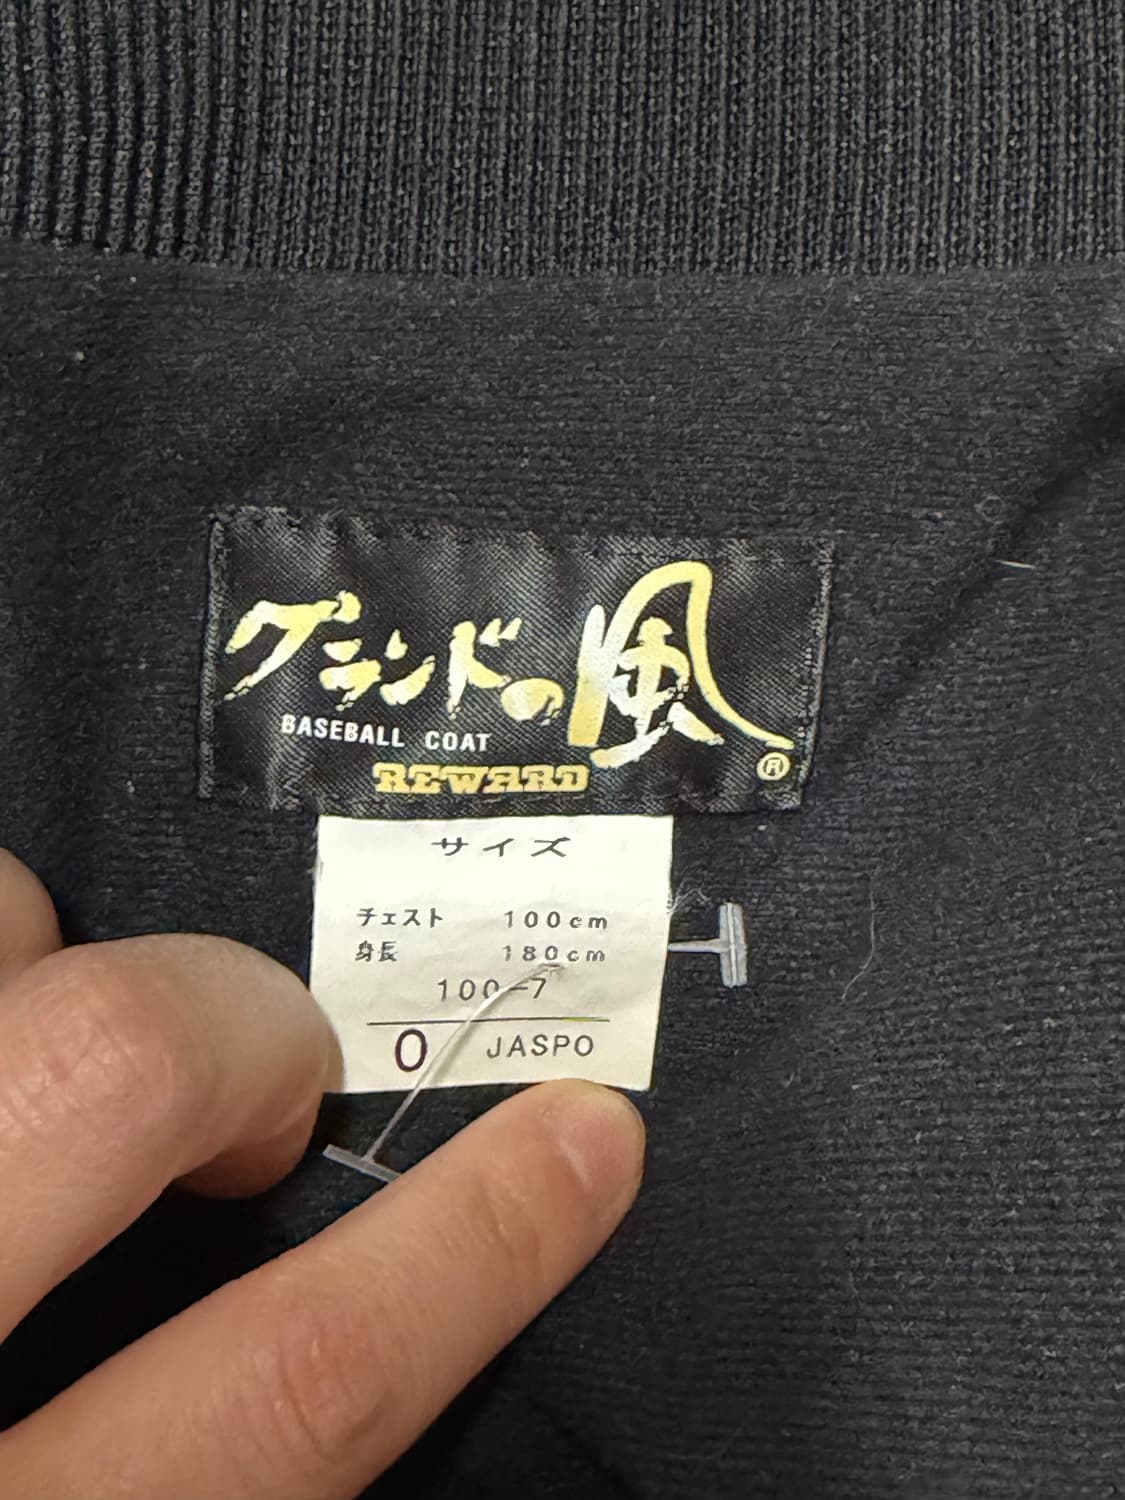 グランドの風
BASEBALL COAT
REWARD
®
サイズ
チェスト 100cm
身長 180cm
100-7
O JASPO